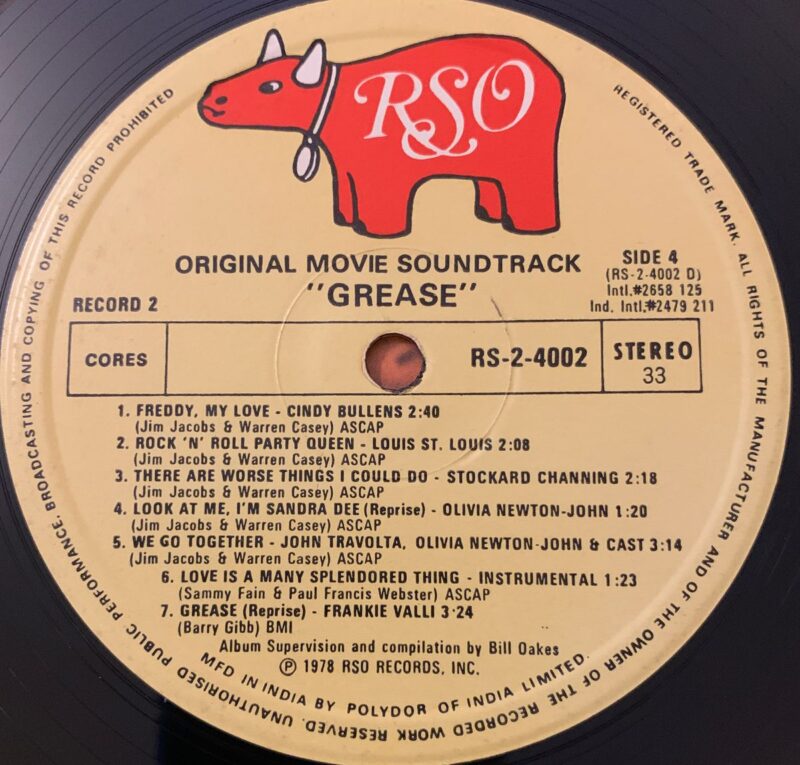 RSO
ORIGINAL MOVIE SOUNDTRACK
"GREASE"
SIDE 4
(RS-2-4002 D)
Intl.#2658 125
Ind. Intl.#2479 211
RECORD 2
CORES
RS-2-4002
STEREO
33
1. FREDDY, MY LOVE - CINDY BULLENS 2:40
(Jim Jacobs & Warren Casey) ASCAP
2. ROCK 'N' ROLL PARTY QUEEN - LOUIS ST. LOUIS 2:08
(Jim Jacobs & Warren Casey) ASCAP
3. THERE ARE WORSE THINGS I COULD DO - STOCKARD CHANNING 2:18
(Jim Jacobs & Warren Casey) ASCAP
4. LOOK AT ME, I'M SANDRA DEE (Reprise) - OLIVIA NEWTON-JOHN 1:20
(Jim Jacobs & Warren Casey) ASCAP
5. WE GO TOGETHER - JOHN TRAVOLTA, OLIVIA NEWTON-JOHN & CAST 3:14
(Jim Jacobs & Warren Casey) ASCAP
6. LOVE IS A MANY SPLENDORED THING - INSTRUMENTAL 1:23
(Sammy Fain & Paul Francis Webster) ASCAP
7. GREASE (Reprise) - FRANKIE VALLI 3:24
(Barry Gibb) BMI
Album Supervision and compilation by Bill Oakes
℗ 1978 RSO RECORDS, INC.
MFD IN INDIA BY POLYDOR OF INDIA LIMITED.
REGISTERED TRADE MARK. ALL RIGHTS OF THE MANUFACTURER AND OF THE OWNER OF THE RECORDED WORK RESERVED. UNAUTHORISED PUBLIC PERFORMANCE, BROADCASTING AND COPYING OF THIS RECORD PROHIBITED